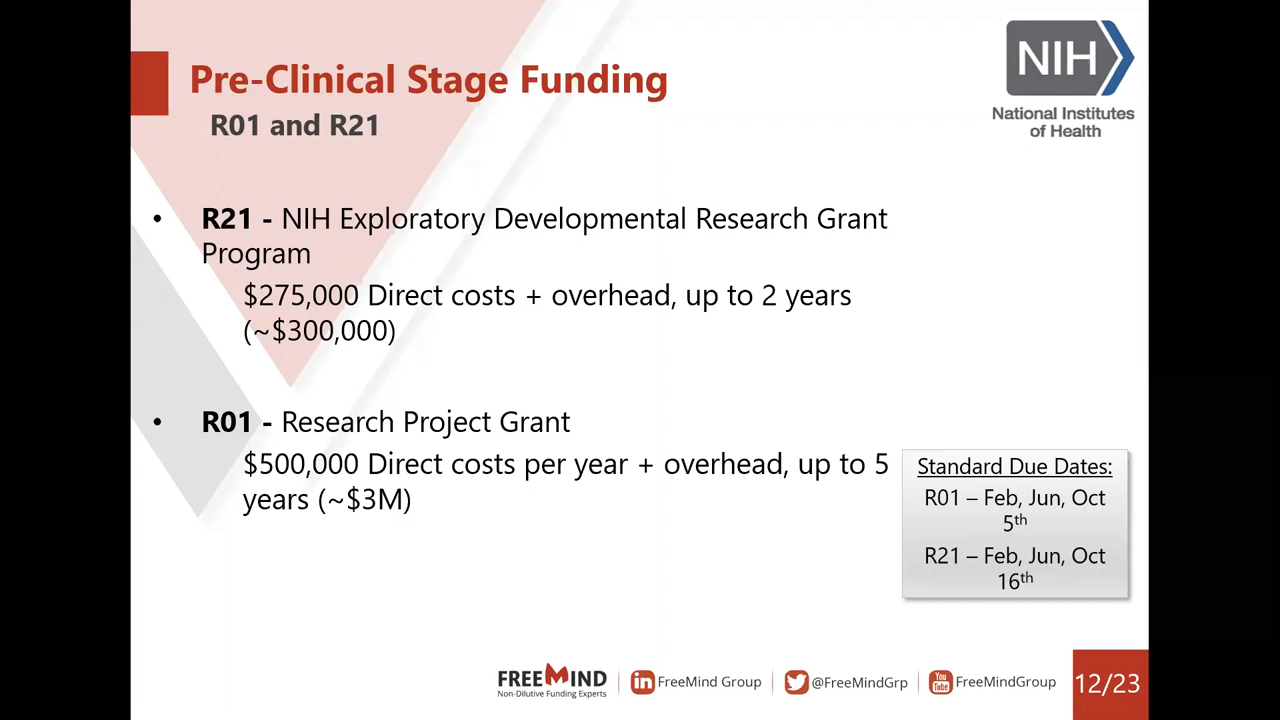 Pre-Clinical Stage Funding
R01 and R21
NIH
National Institutes
of Health
• R21 - NIH Exploratory Developmental Research Grant
Program
$275,000 Direct costs + overhead, up to 2 years
(~$300,000)
• R01 - Research Project Grant
$500,000 Direct costs per year + overhead, up to 5
years (~$3M)
Standard Due Dates:
R01 – Feb, Jun, Oct
5th
R21 – Feb, Jun, Oct
16th
FREEMIND
Non-Dilutive Funding Experts
in FreeMind Group
@FreeMindGrp
You
Tube
FreeMindGroup
12/23